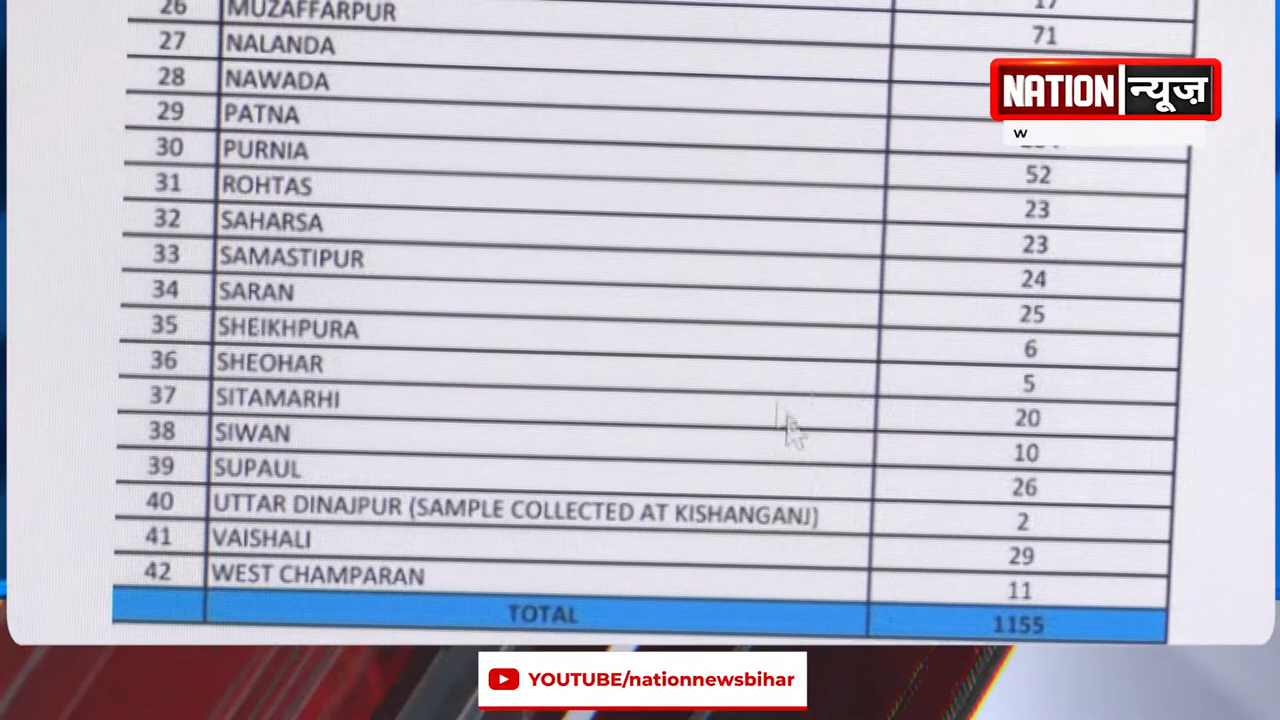 17
26 MUZAFFARPUR 71
27 NALANDA
28 NAWADA
29 PATNA
30 PURNIA 52
31 ROHTAS 23
32 SAHARSA 23
33 SAMASTIPUR 24
34 SARAN 25
35 SHEIKHPURA 6
36 SHEOHAR 5
37 SITAMARHI 20
38 SIWAN 10
39 SUPAUL 26
40 UTTAR DINAJPUR (SAMPLE COLLECTED AT KISHANGANJ) 2
41 VAISHALI 29
42 WEST CHAMPARAN 11
TOTAL 1155
NATION न्यूज़
w
YOUTUBE/nationnewsbihar